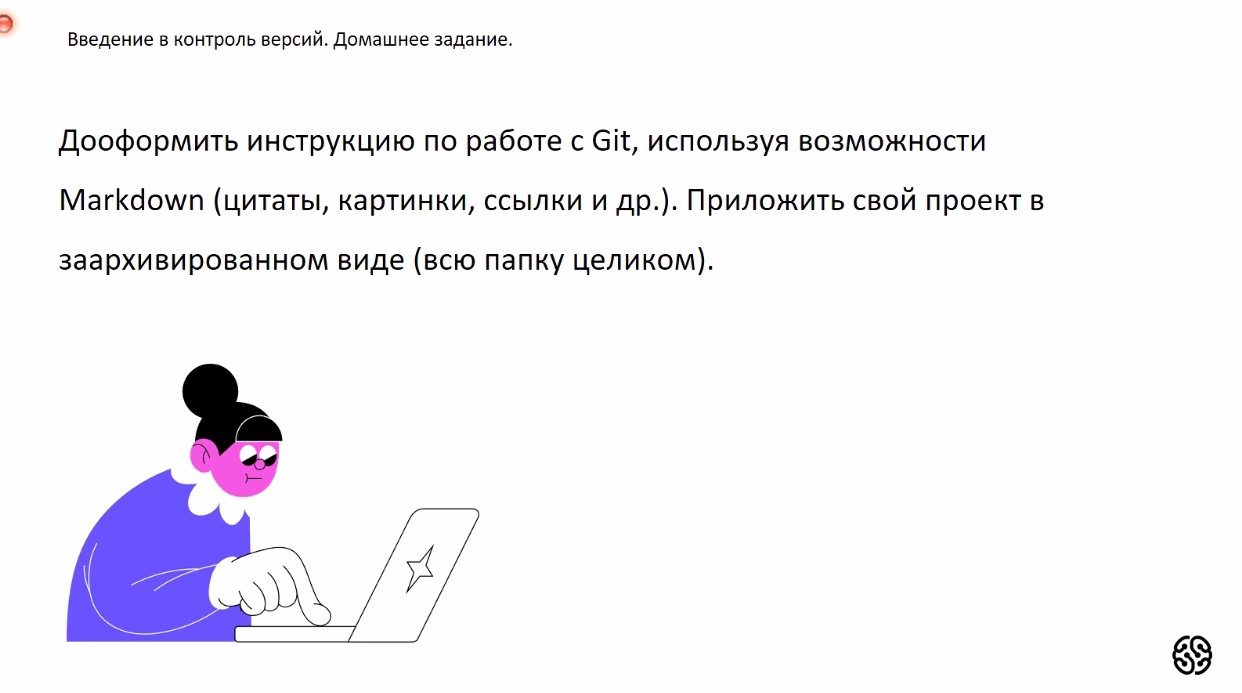 Введение в контроль версий. Домашнее задание.
Дооформить инструкцию по работе с Git, используя возможности
Markdown (цитаты, картинки, ссылки и др.). Приложить свой проект в
заархивированном виде (всю папку целиком).